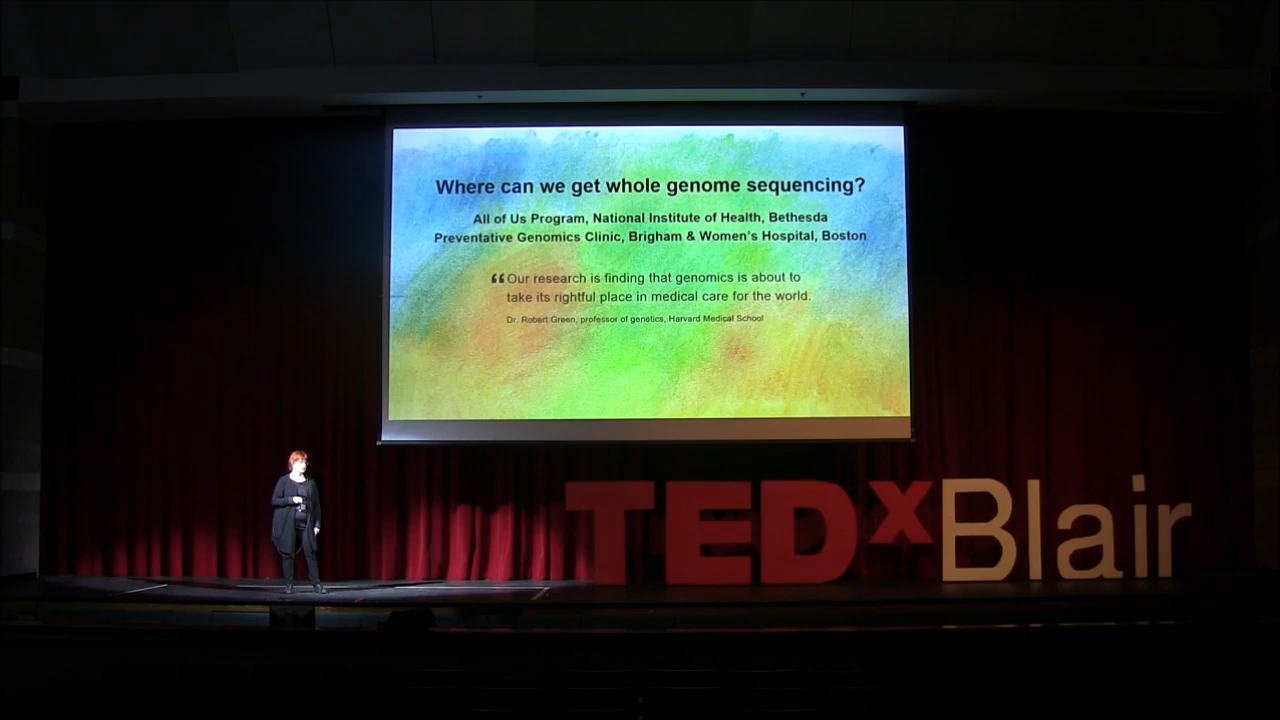 Where can we get whole genome sequencing?
All of Us Program, National Institute of Health, Bethesda
Preventative Genomics Clinic, Brigham & Women's Hospital, Boston
“Our research is finding that genomics is about to
take its rightful place in medical care for the world.
Dr. Robert Green, professor of genetics, Harvard Medical School
TEDxBlair